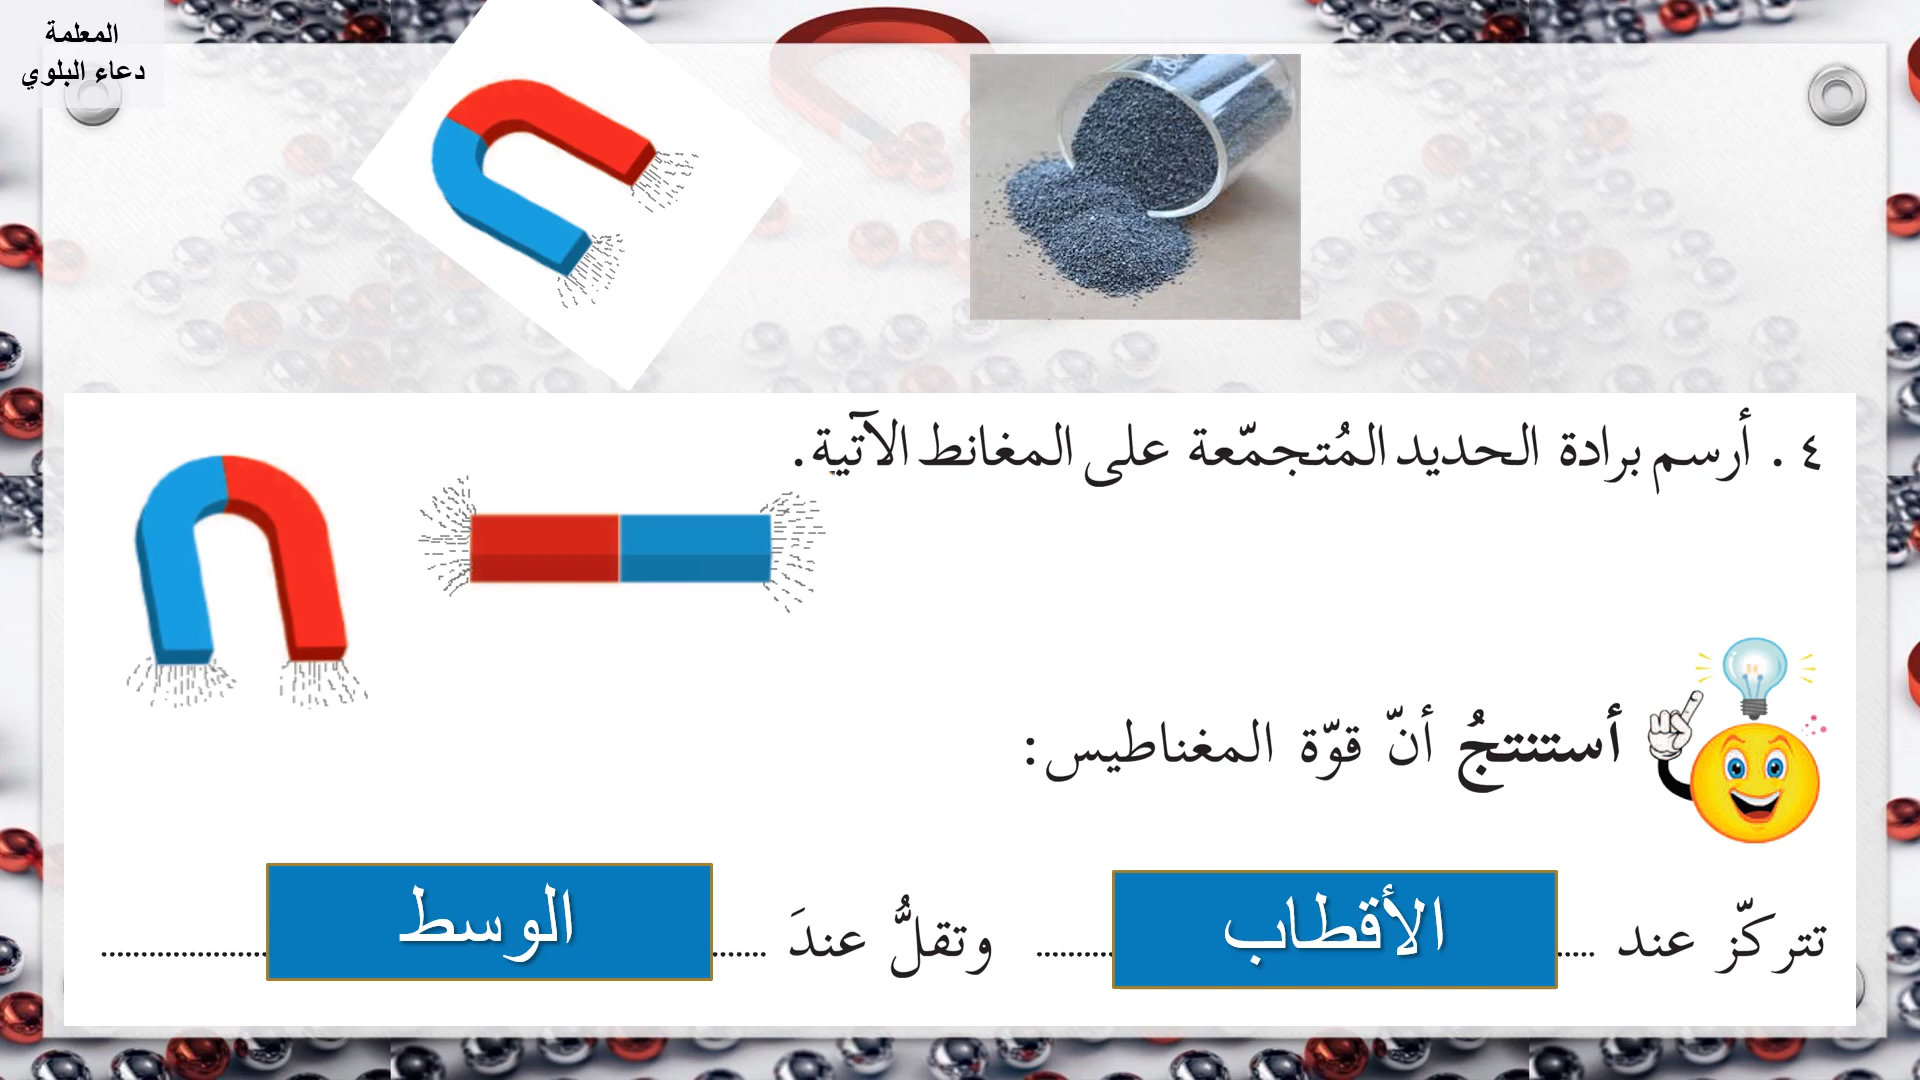 المعلمة
دعاء البلوي
٤ . أرسم برادة الحديد المُتجمّعة على المغانط الآتية.
أستنتجُ أنّ قوّة المغناطيس:
تتركّز عند ..... الأقطاب .......... وتقلُّ عندَ ....... الوسط ......................